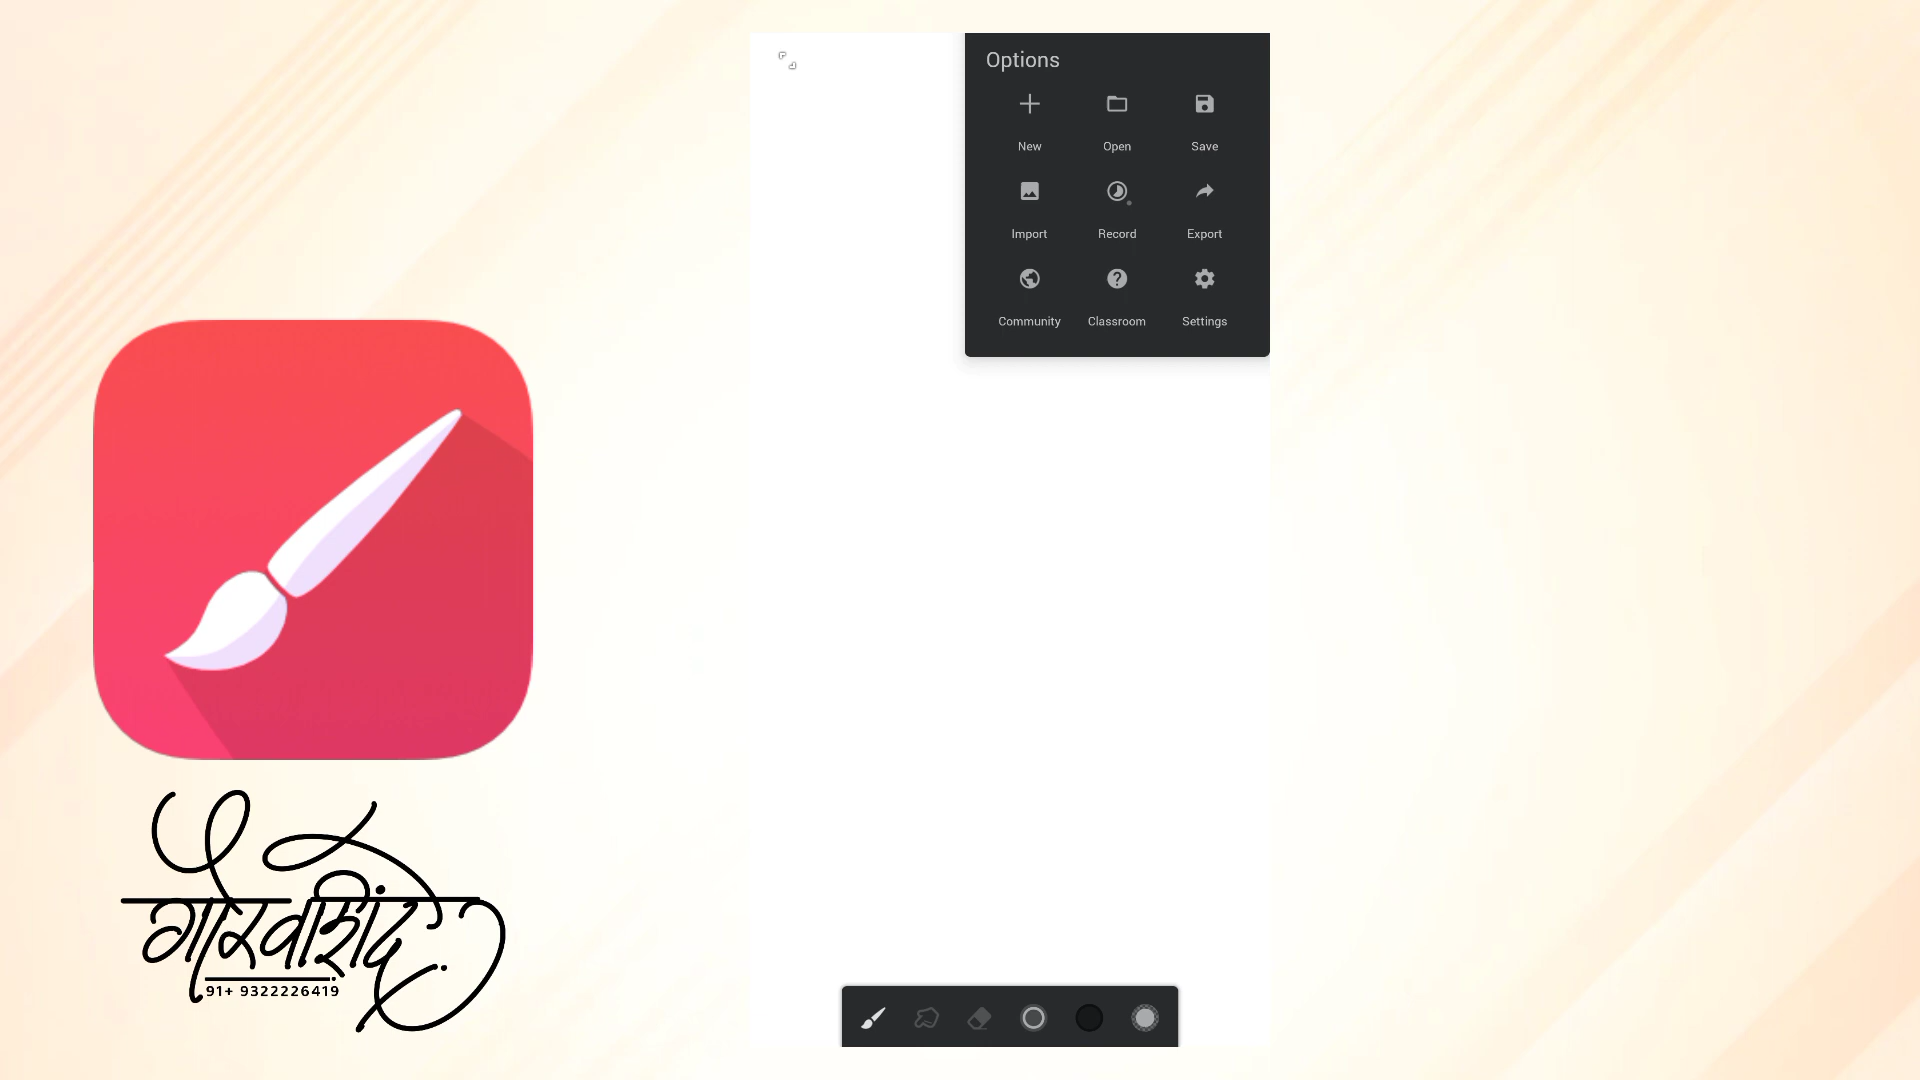 Options
New Open Save
Import Record Export
Community Classroom Settings
91+ 9322226419